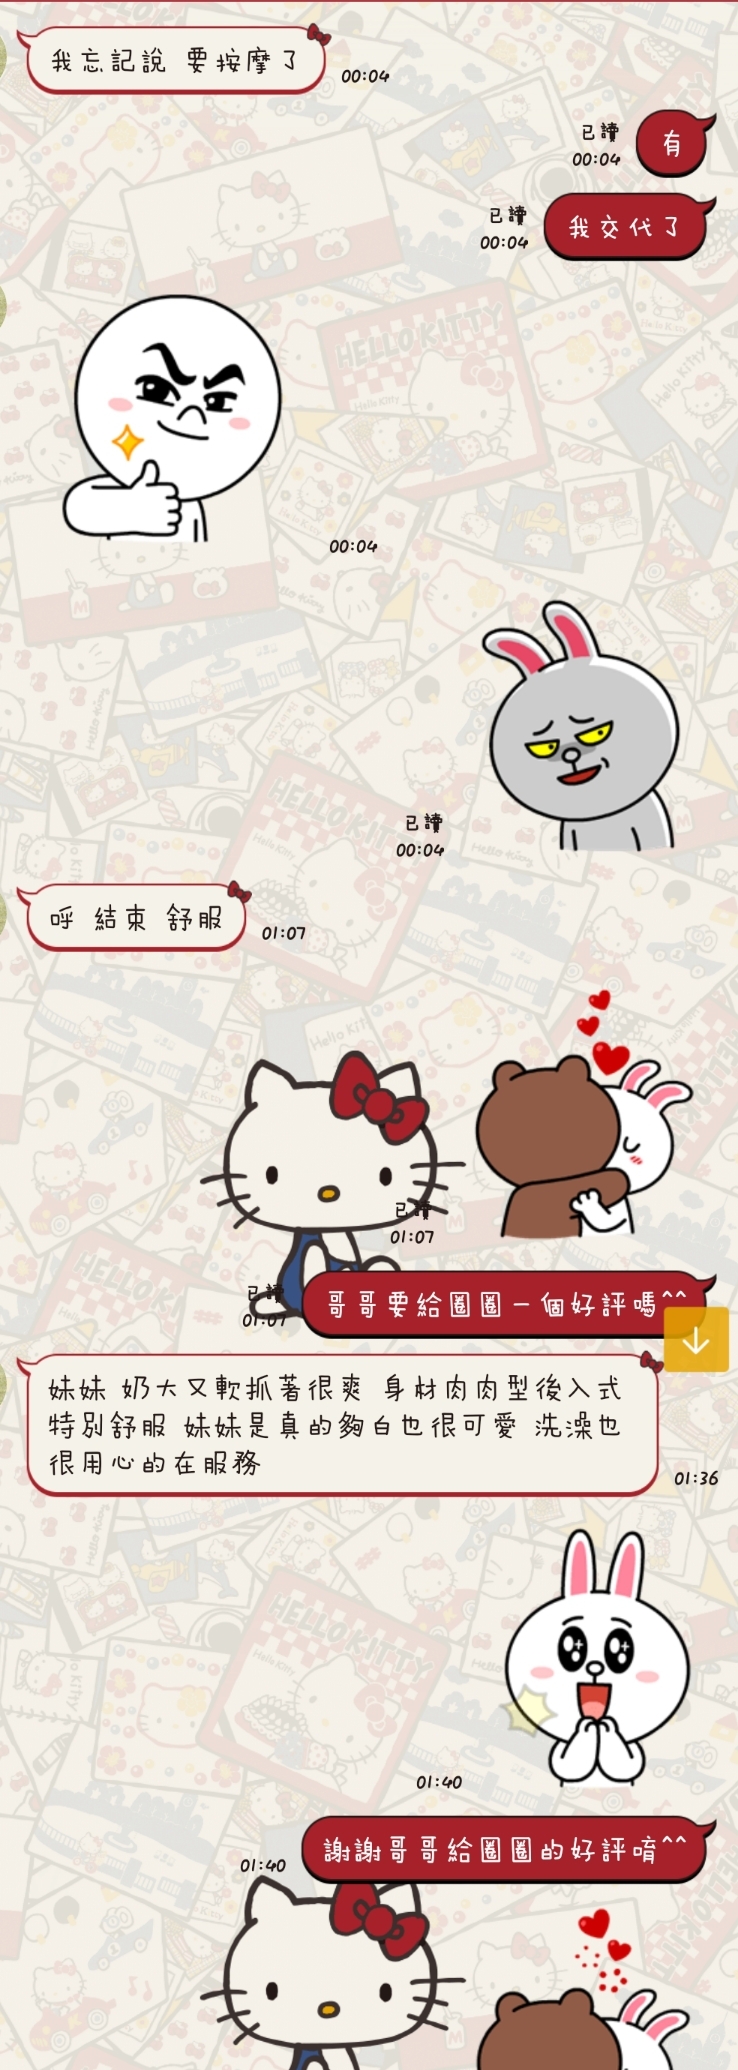 我忘記說 要按摩了
00:04
已讀
00:04
有
已讀
00:04
我交代了
HELLO KITTY
Hello Kitty
00:04
已讀
00:04
呼 結束 舒服
01:07
已讀
01:07
已讀
01:07
哥哥要給圈圈一個好評嗎^^
妹妹 奶大又軟抓著很爽 身材肉肉型後入式
特別舒服 妹妹是真的夠白也很可愛 洗澡也
很用心的在服務
01:36
01:40
01:40
謝謝哥哥給圈圈的好評唷^^